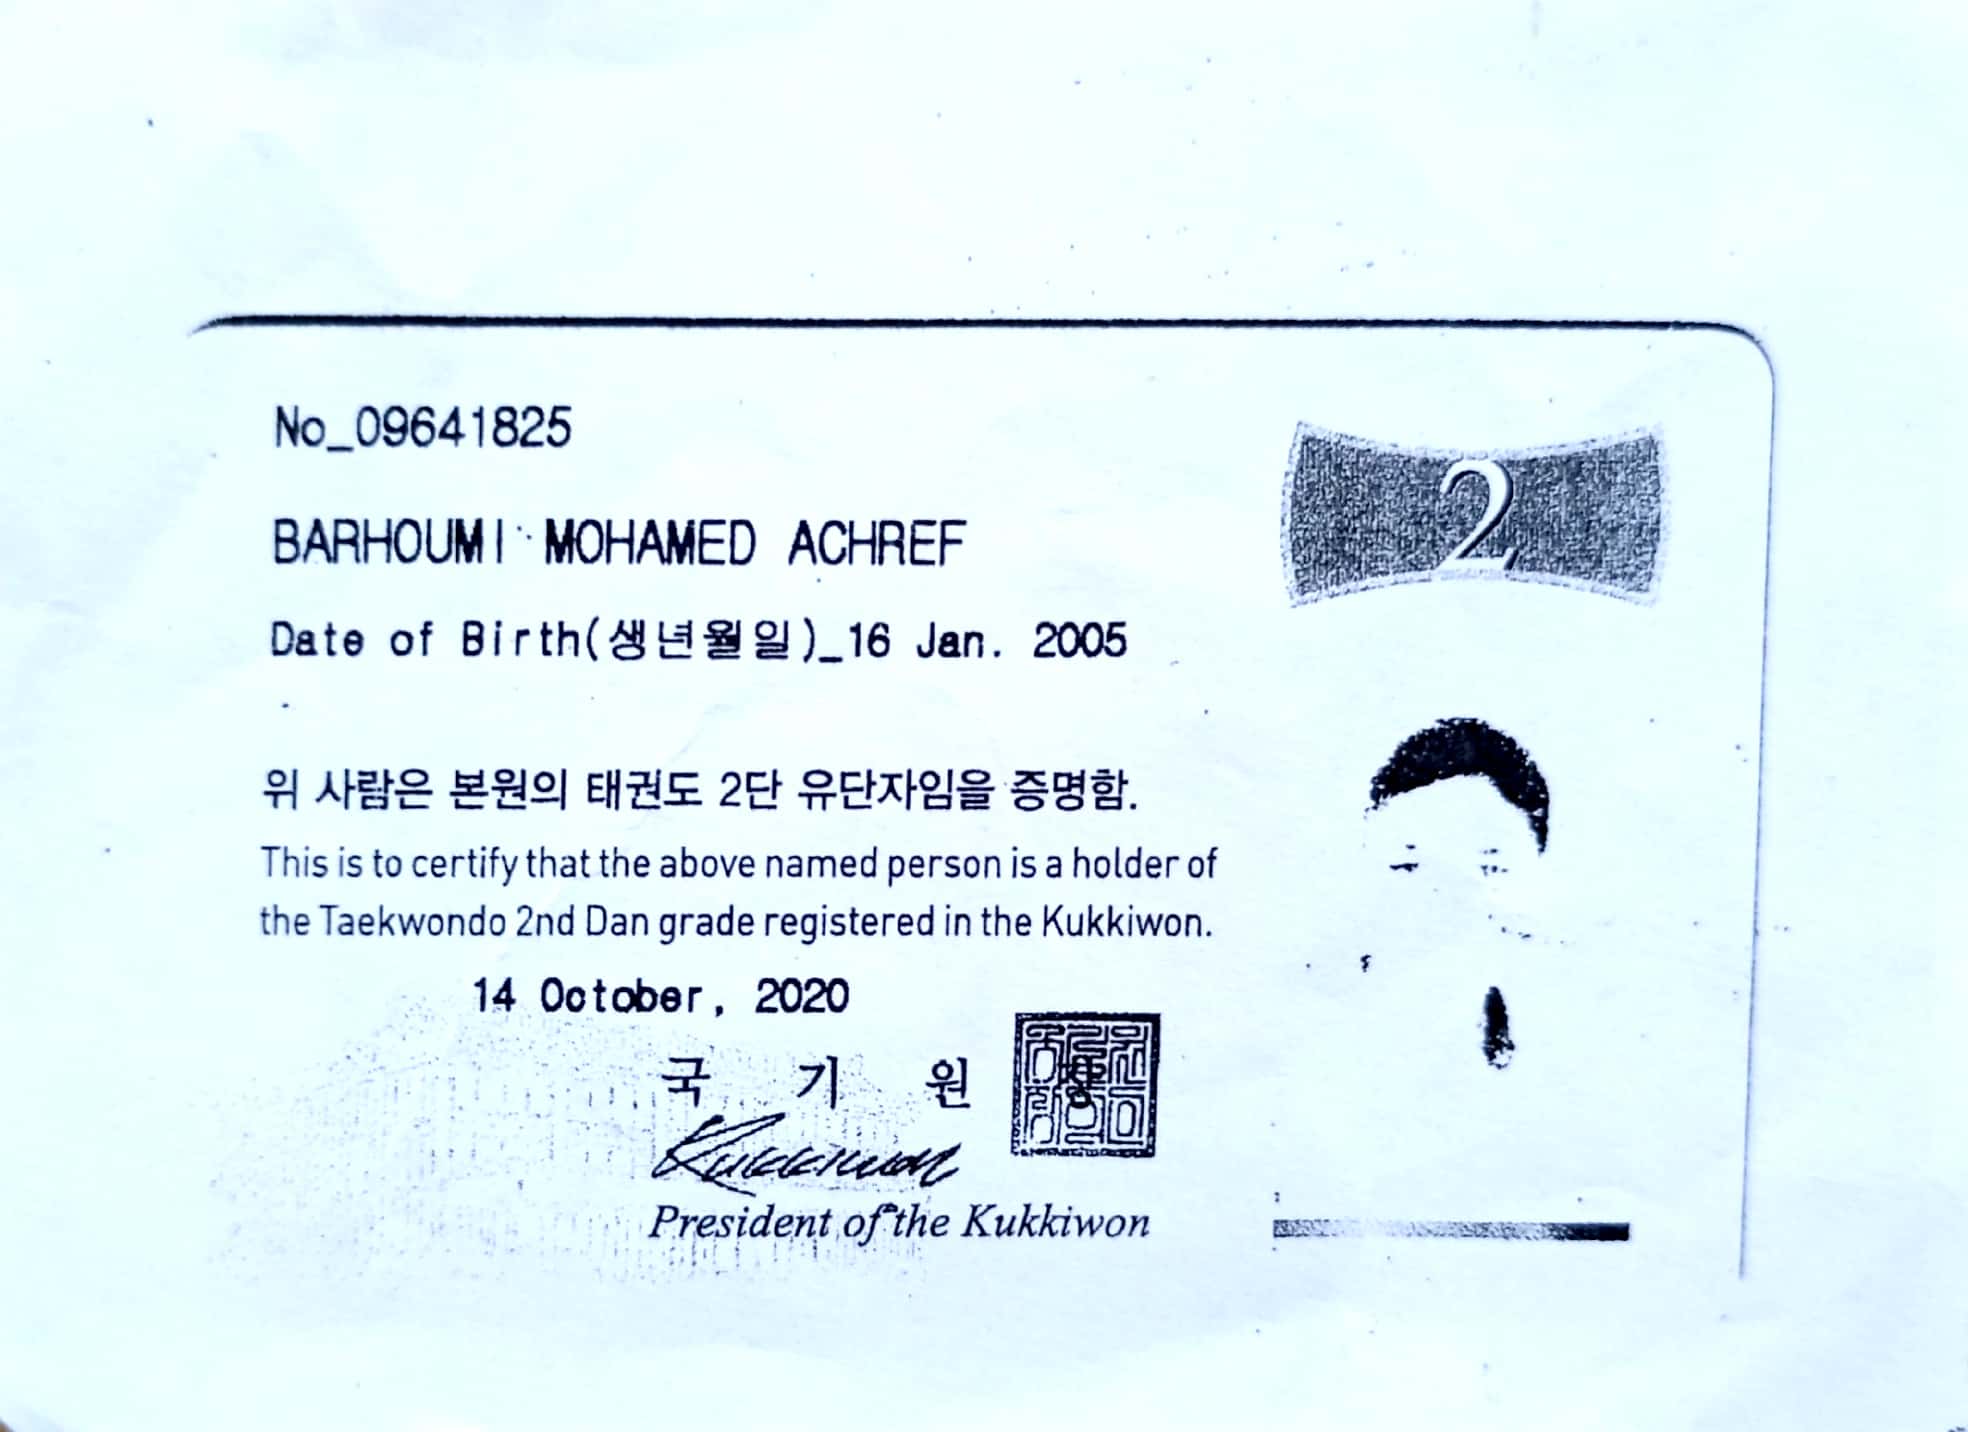 No_09641825
2
BARHOUMI MOHAMED ACHREF
Date of Birth(생년월일)_16 Jan. 2005
위 사람은 본원의 태권도 2단 유단자임을 증명함.
This is to certify that the above named person is a holder of
the Taekwondo 2nd Dan grade registered in the Kukkiwon.
14 October, 2020
국 기 원
Kukkiwon
President of the Kukkiwon